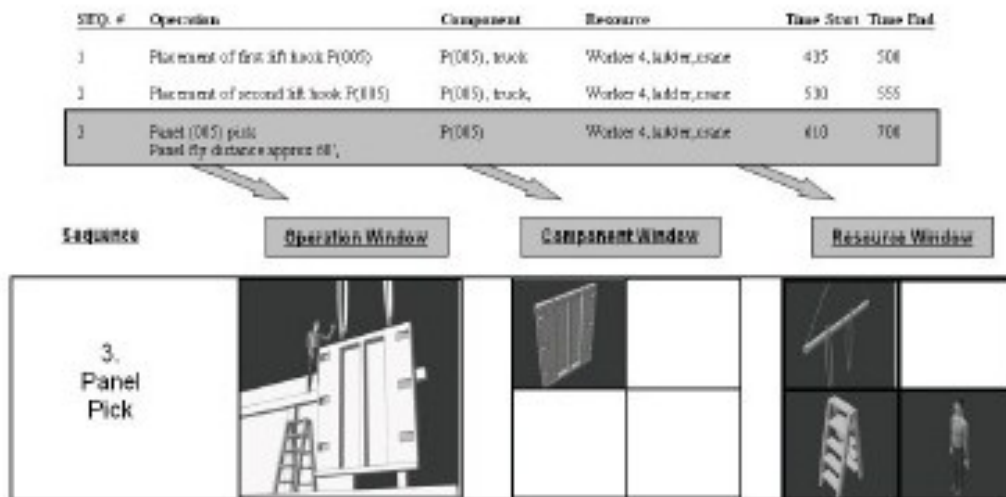 SEQ. # Operation Component Resource Time Start Time End
1 Placement of first lift hook P(005) P(005), truck Worker 4, ladder, crane 435 500
2 Placement of second lift hook P(005) P(005), truck, Worker 4, ladder, crane 530 555
3 Panel (005) pick P(005) Worker 4, ladder, crane 610 700
Panel fly distance approx 60',
Sequence Operation Window Component Window Resource Window
3.
Panel
Pick